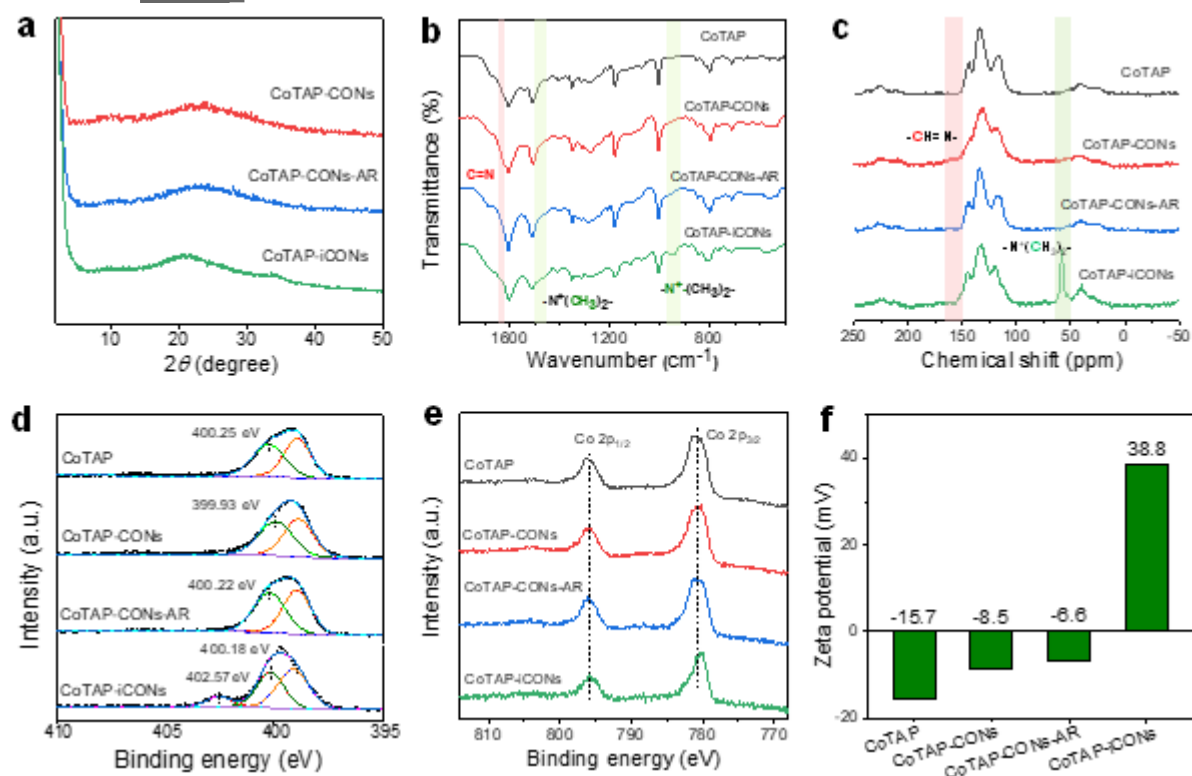 a
CoTAP-CONs
CoTAP-CONs-AR
CoTAP-iCONs
10 20 30 40 50
2θ (degree)
b
CoTAP
CoTAP-CONs
C=N
CoTAP-CONs-AR
CoTAP-iCONs
-N⁺(CH₃)₂-
-N⁺-(CH₃)₂-
Transmittance (%)
1600 1200 800
Wavenumber (cm⁻¹)
c
CoTAP
-CH=N-
CoTAP-CONs
CoTAP-CONs-AR
-N⁺(CH₃)₂-
CoTAP-iCONs
250 200 150 100 50 0 -50
Chemical shift (ppm)
d
400.25 eV
CoTAP
399.93 eV
CoTAP-CONs
400.22 eV
CoTAP-CONs-AR
400.18 eV
402.57eV
CoTAP-iCONs
Intensity (a.u.)
410 405 400 395
Binding energy (eV)
e
Co 2p₁/₂
Co 2p₃/₂
CoTAP
CoTAP-CONs
CoTAP-CONs-AR
CoTAP-iCONs
Intensity (a.u.)
810 800 790 780 770
Binding energy (eV)
f
40
20
0
-20
Zeta potential (mV)
-15.7
-8.5
-6.6
38.8
CoTAP
CoTAP-CONs
CoTAP-CONs-AR
CoTAP-iCONs